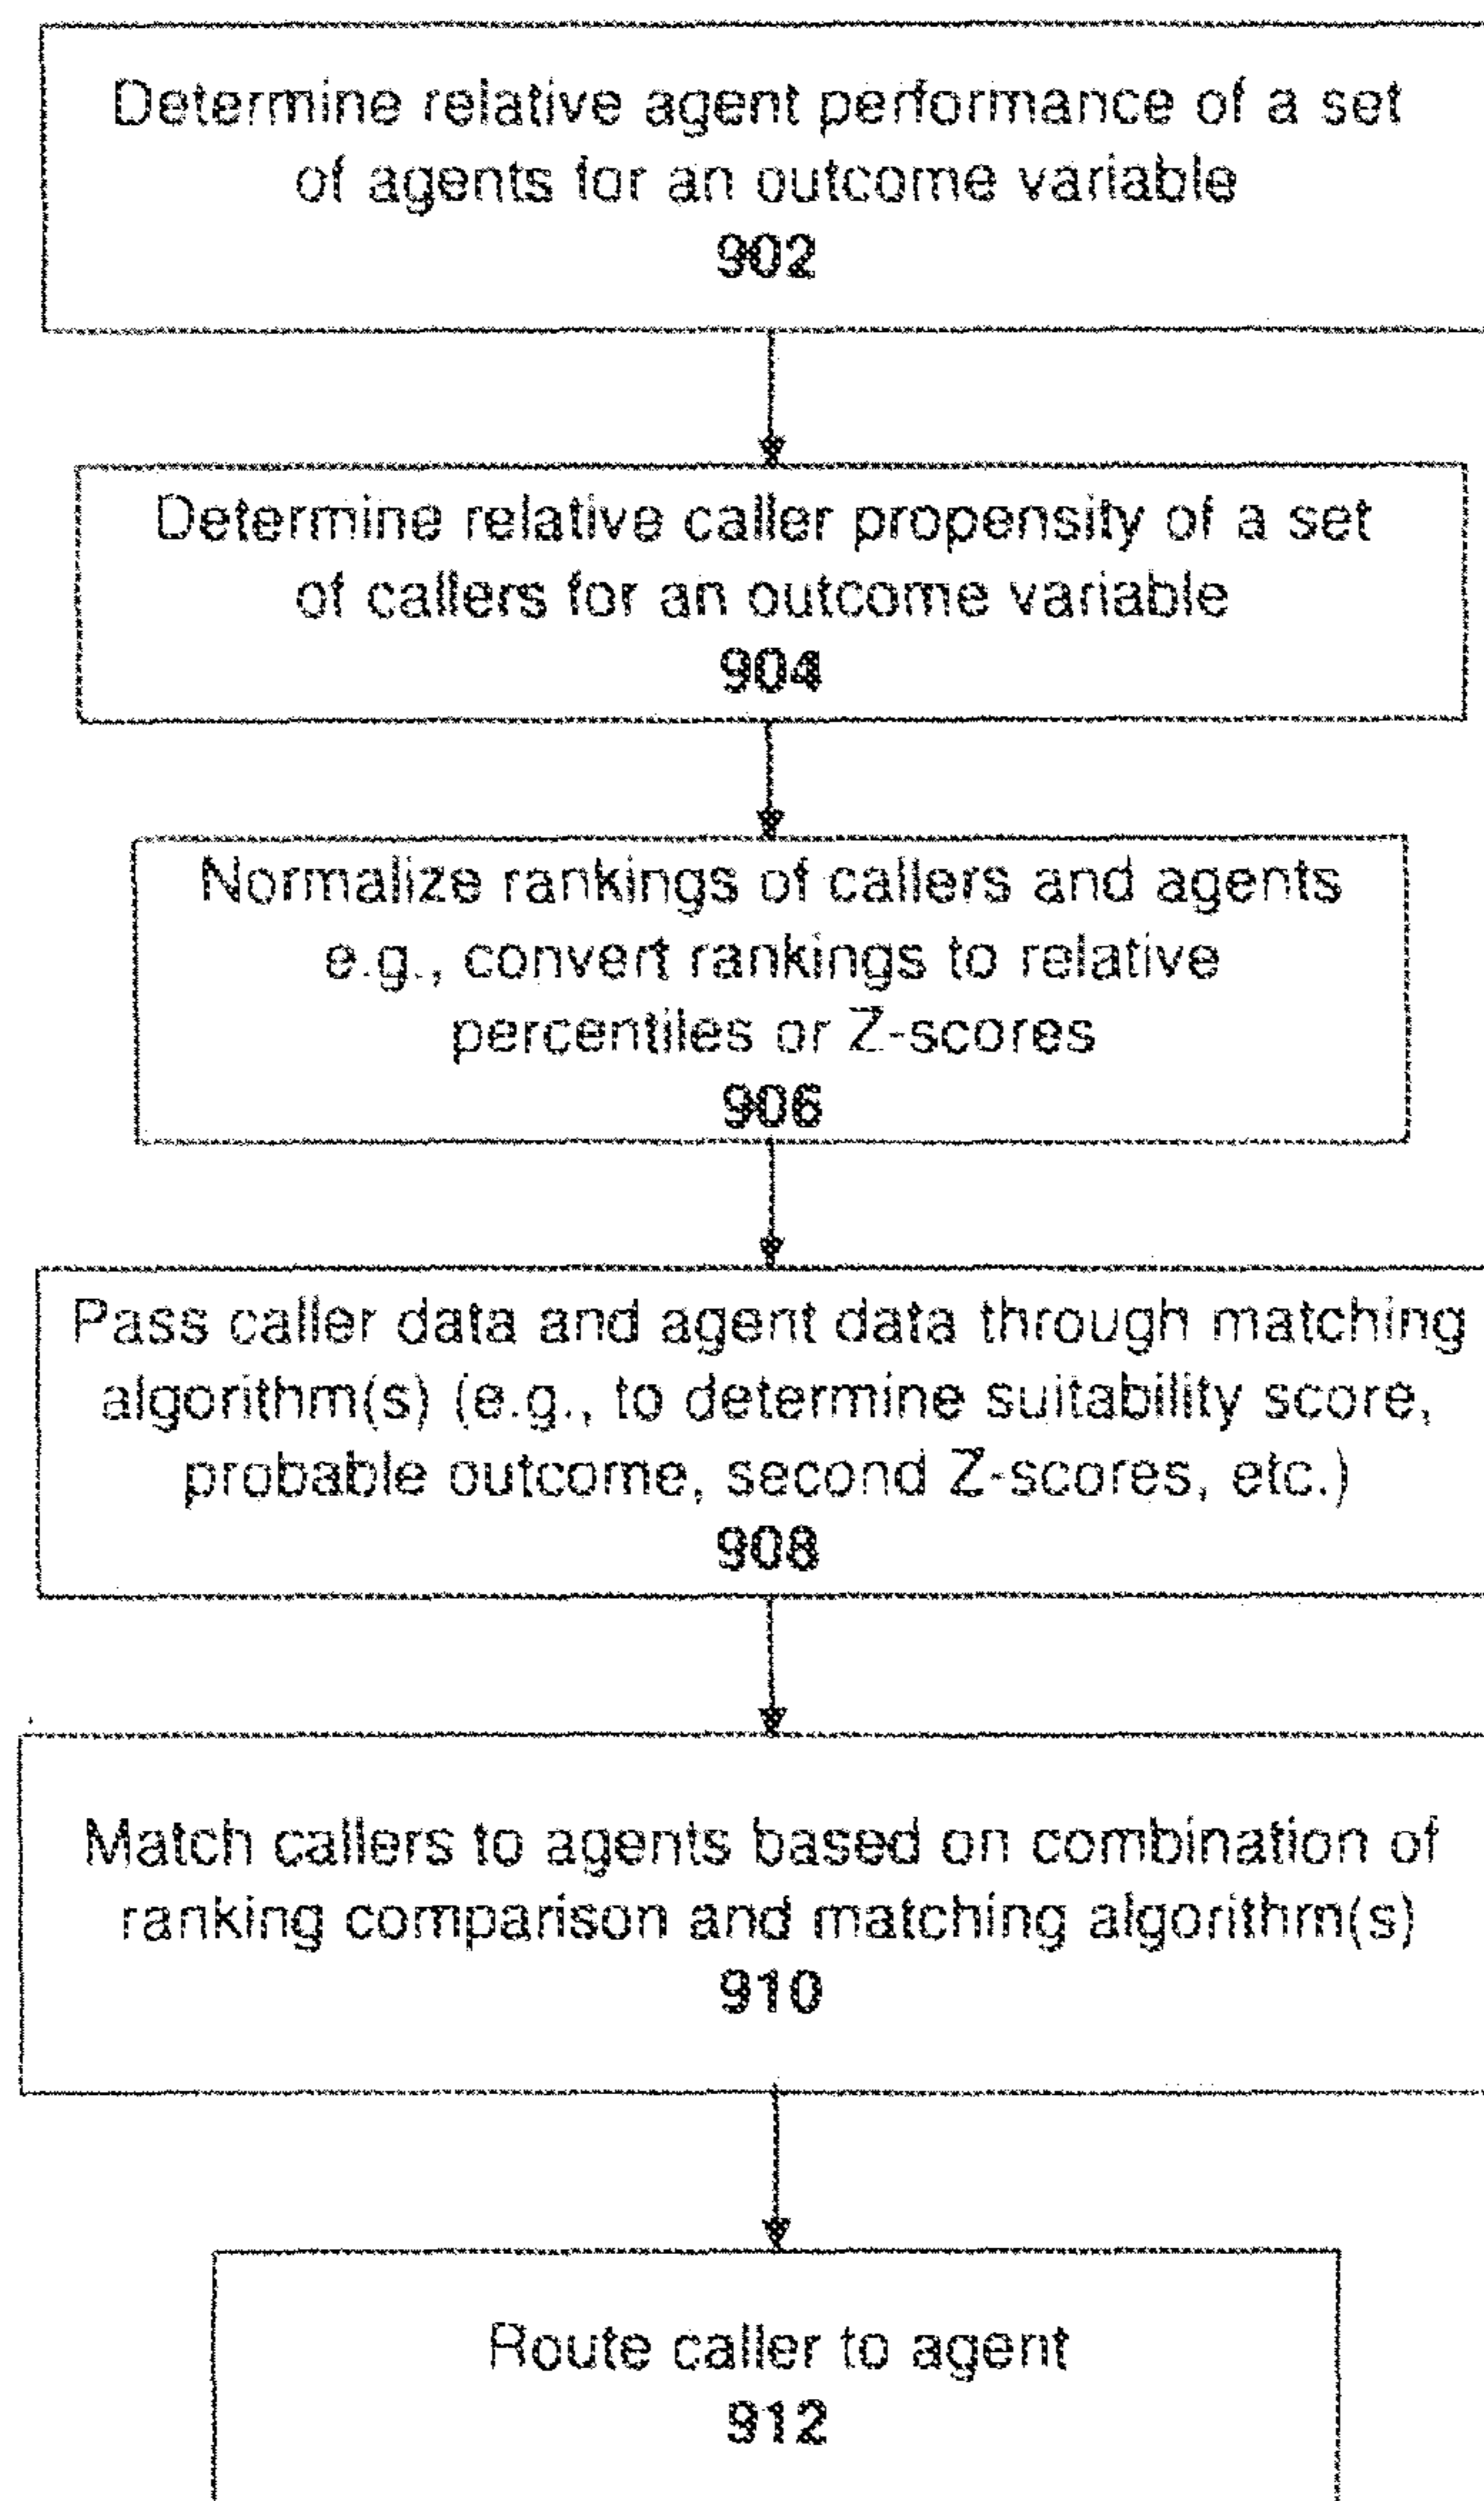 Determine relative agent performance of a set
of agents for an outcome variable
902
Determine relative caller propensity of a set
of callers for an outcome variable
904
Normalize rankings of callers and agents
e.g., convert rankings to relative
percentiles or Z-scores
906
Pass caller data and agent data through matching
algorithm(s) (e.g., to determine suitability score,
probable outcome, second Z-scores, etc.)
908
Match callers to agents based on combination of
ranking comparison and matching algorithm(s)
910
Route caller to agent
912